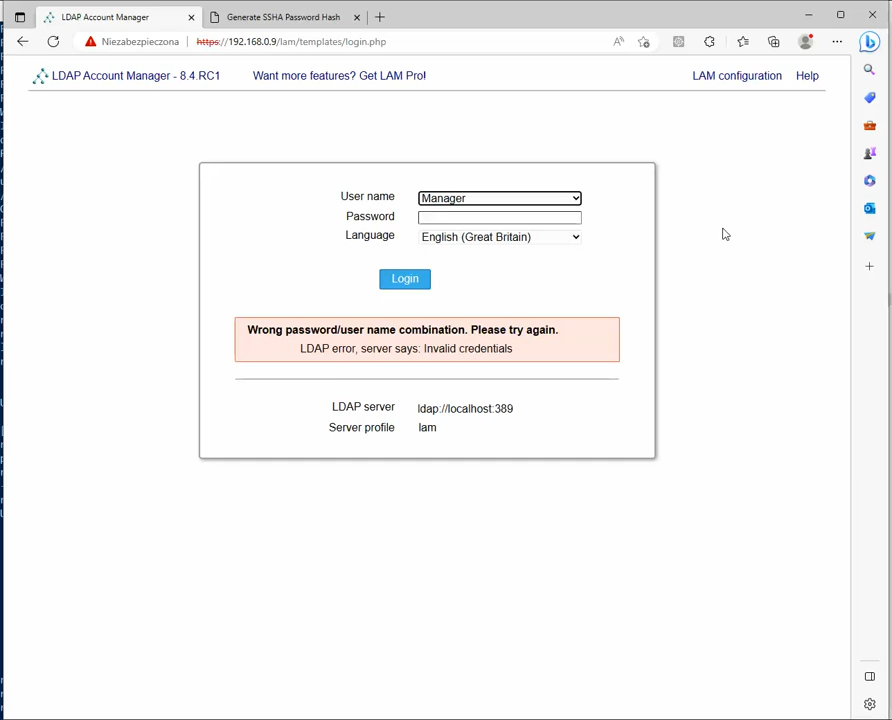 LDAP Account Manager
Generate SSHA Password Hash
Niezabezpieczona
https://192.168.0.9/lam/templates/login.php
LDAP Account Manager - 8.4.RC1
Want more features? Get LAM Pro!
LAM configuration
Help
User name
Manager
Password
Language
English (Great Britain)
Login
Wrong password/user name combination. Please try again.
LDAP error, server says: Invalid credentials
LDAP server
ldap://localhost:389
Server profile
lam